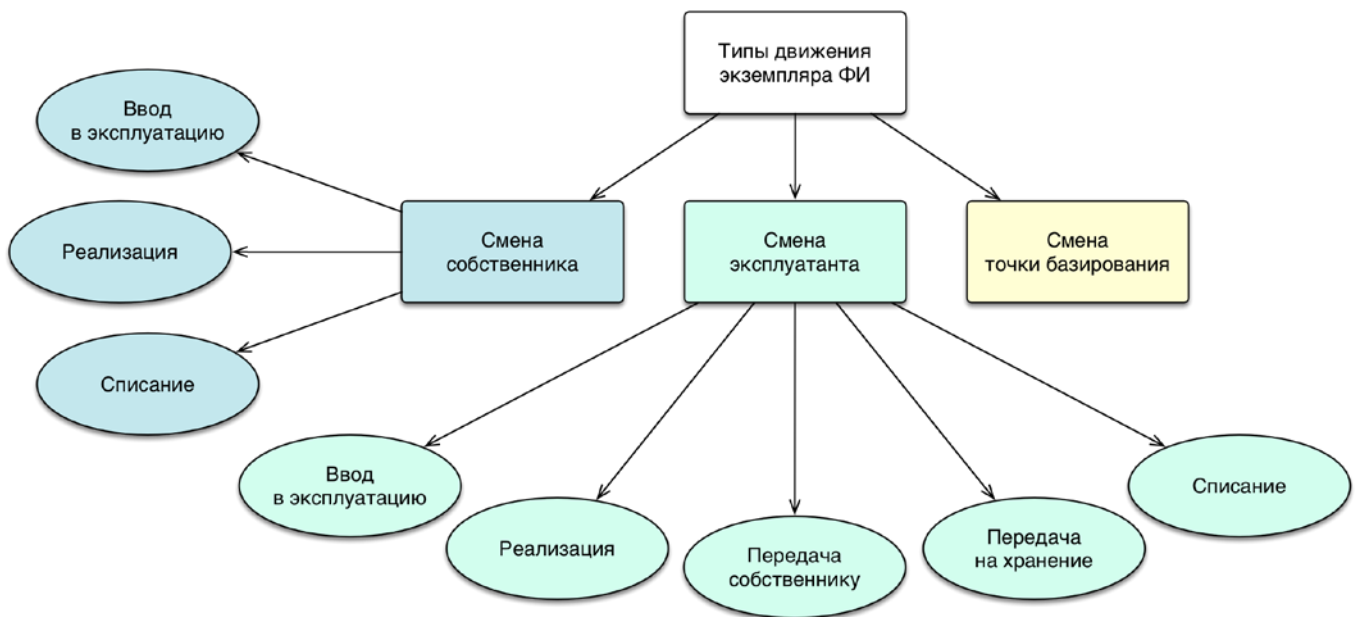 Типы движения
экземпляра ФИ
Ввод
в эксплуатацию
Реализация
Списание
Смена
собственника
Смена
эксплуатанта
Смена
точки базирования
Ввод
в эксплуатацию
Реализация
Передача
собственнику
Передача
на хранение
Списание